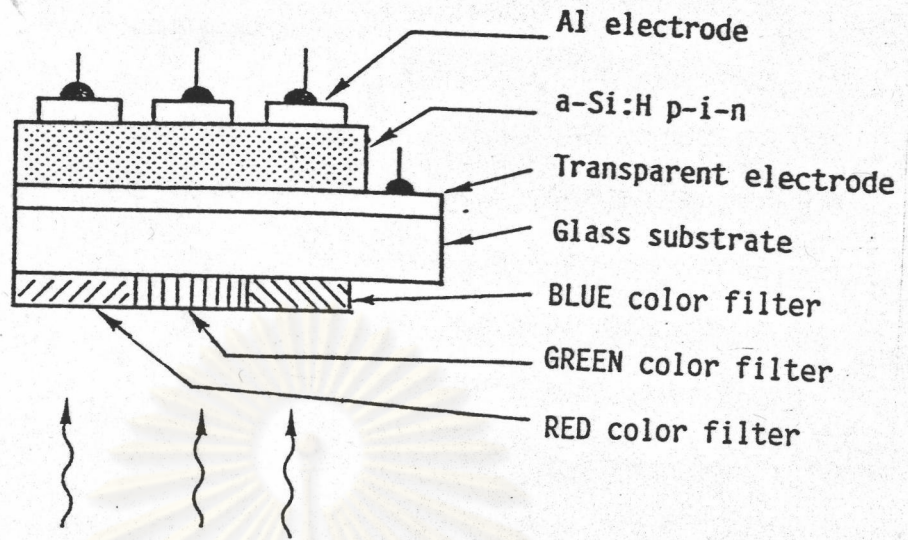 Al electrode
a-Si:H p-i-n
Transparent electrode
Glass substrate
BLUE color filter
GREEN color filter
RED color filter